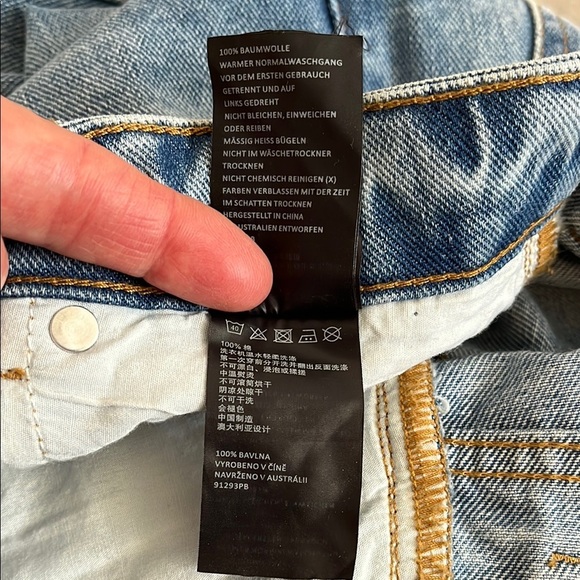 100% BAUMWOLLE
WARMER NORMALWASCHGANG
VOR DEM ERSTEN GEBRAUCH
GETRENNT UND AUF
LINKS GEDREHT
NICHT BLEICHEN, EINWEICHEN
ODER REIBEN
MÄSSIG HEISS BÜGELN
NICHT IM WÄSCHETROCKNER
TROCKNEN
NICHT CHEMISCH REINIGEN (X)
FARBEN VERBLASSEN MIT DER ZEIT
IM SCHATTEN TROCKNEN
HERGESTELLT IN CHINA
AUSTRALIEN ENTWORFEN
40
100% 棉
洗衣机温水轻柔洗涤
第一次穿前分开洗并翻出反面洗涤
不可漂白、浸泡或揉搓
中温熨烫
不可滚筒烘干
阴凉处晾干
不可干洗
会褪色
中国制造
澳大利亚设计
100% BAVLNA
VYROBENO V ČÍNĚ
NAVRŽENO V AUSTRÁLII
91293PB